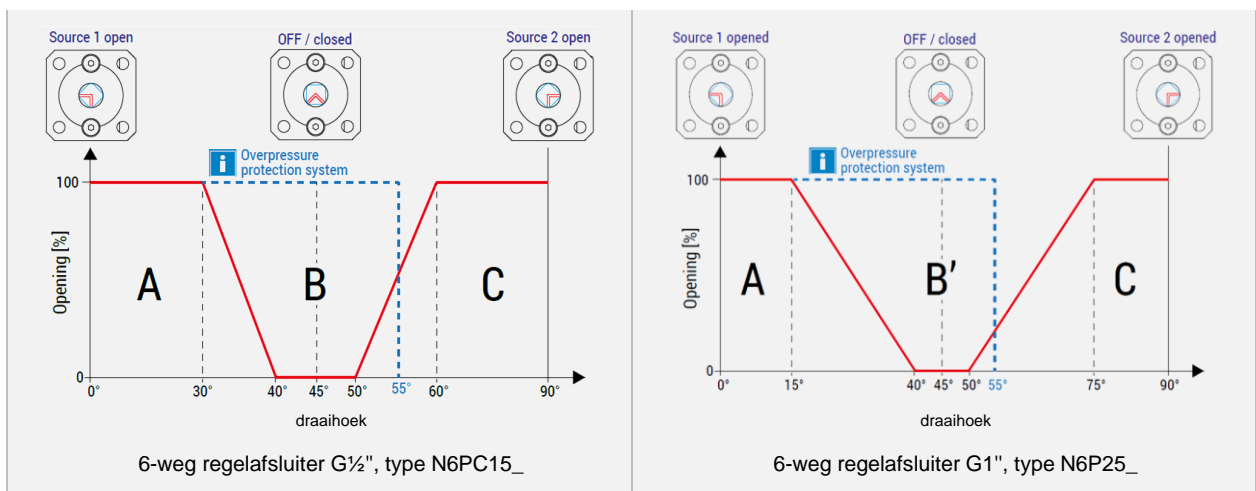 Source 1 open
OFF / closed
Source 2 open
Overpressure
protection system
Opening [%]
100
0
A
B
C
0°
30°
40°
45°
50°
55°
60°
90°
draaihoek
6-weg regelafsluiter G½", type N6PC15_
Source 1 opened
OFF / closed
Source 2 opened
Overpressure
protection system
Opening [%]
100
0
A
B’
C
0°
15°
40°
45°
50°
55°
75°
90°
draaihoek
6-weg regelafsluiter G1", type N6P25_